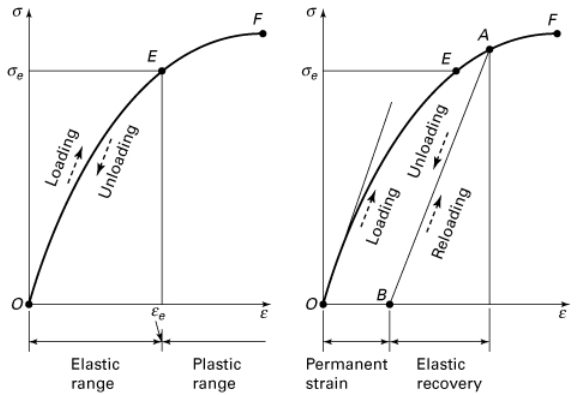 σ
F
E
σe
Loading
Unloading
O
εe
ε
Elastic
range
Plastic
range
σ
F
A
E
σe
Unloading
Loading
Reloading
O
B
ε
Permanent
strain
Elastic
recovery